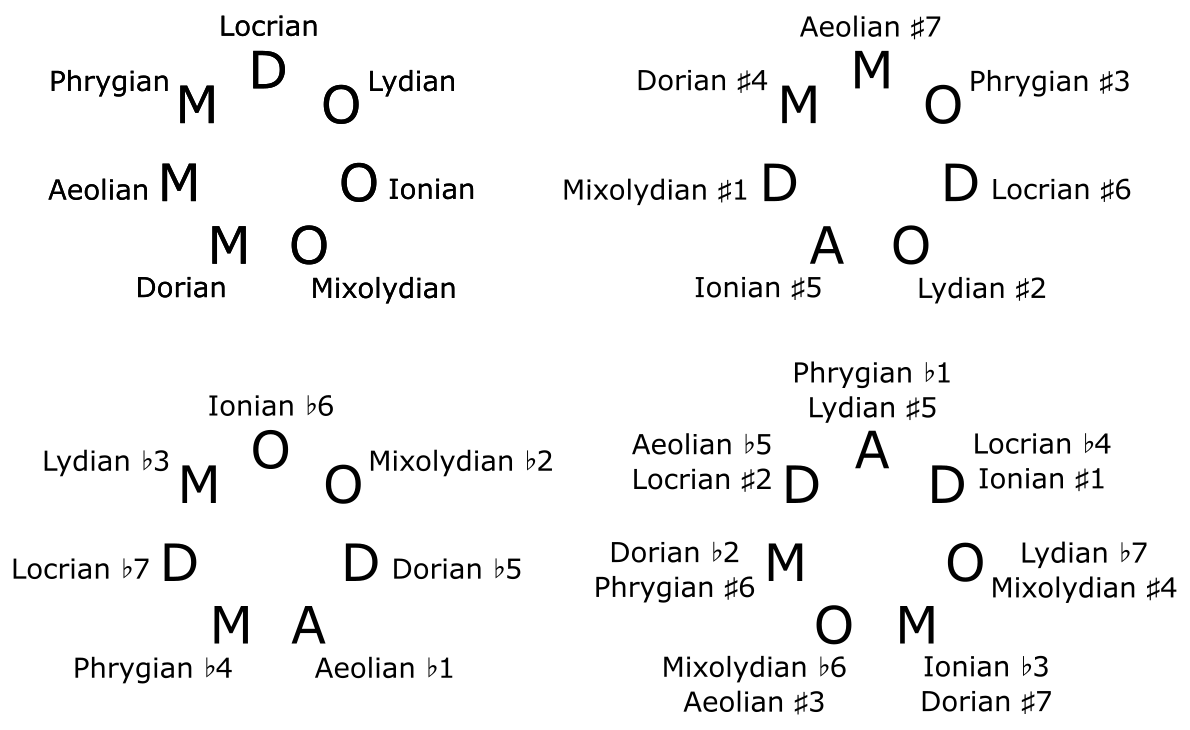 Locrian
D
Phrygian
M
O
Lydian
Aeolian
M
O
Ionian
M
O
Dorian
Mixolydian
Aeolian ♯7
M
Dorian ♯4
M
O
Phrygian ♯3
Mixolydian ♯1
D
D
Locrian ♯6
A
O
Ionian ♯5
Lydian ♯2
Ionian ♭6
O
Lydian ♭3
M
O
Mixolydian ♭2
Locrian ♭7
D
D
Dorian ♭5
M
A
Phrygian ♭4
Aeolian ♭1
Phrygian ♭1
Lydian ♯5
A
Aeolian ♭5
Locrian ♯2
D
D
Locrian ♭4
Ionian ♯1
Dorian ♭2
Phrygian ♯6
M
O
Lydian ♭7
Mixolydian ♯4
O
M
Mixolydian ♭6
Aeolian ♯3
Ionian ♭3
Dorian ♯7